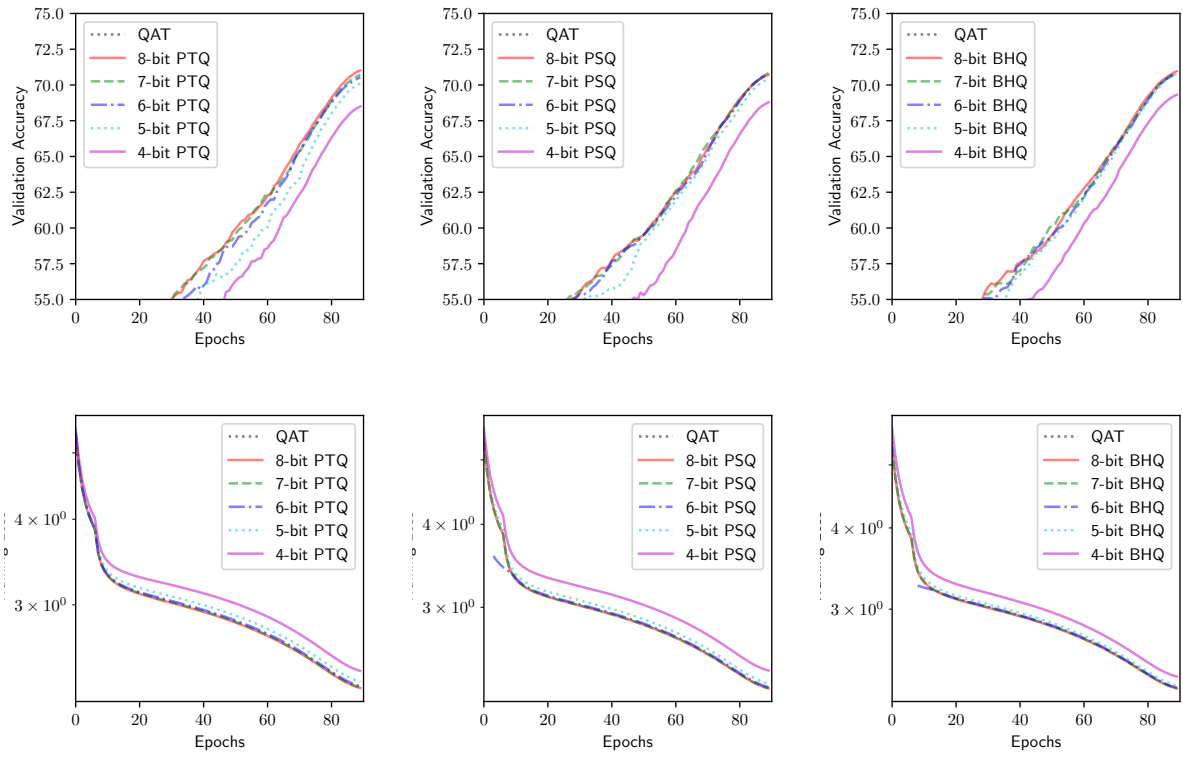 75.0
72.5
70.0
67.5
65.0
62.5
60.0
57.5
55.0
Validation Accuracy
QAT
8-bit PTQ
7-bit PTQ
6-bit PTQ
5-bit PTQ
4-bit PTQ
0 20 40 60 80
Epochs
75.0
72.5
70.0
67.5
65.0
62.5
60.0
57.5
55.0
Validation Accuracy
QAT
8-bit PSQ
7-bit PSQ
6-bit PSQ
5-bit PSQ
4-bit PSQ
0 20 40 60 80
Epochs
75.0
72.5
70.0
67.5
65.0
62.5
60.0
57.5
55.0
Validation Accuracy
QAT
8-bit BHQ
7-bit BHQ
6-bit BHQ
5-bit BHQ
4-bit BHQ
0 20 40 60 80
Epochs
4 × 10⁰
3 × 10⁰
QAT
8-bit PTQ
7-bit PTQ
6-bit PTQ
5-bit PTQ
4-bit PTQ
0 20 40 60 80
Epochs
4 × 10⁰
3 × 10⁰
QAT
8-bit PSQ
7-bit PSQ
6-bit PSQ
5-bit PSQ
4-bit PSQ
0 20 40 60 80
Epochs
4 × 10⁰
3 × 10⁰
QAT
8-bit BHQ
7-bit BHQ
6-bit BHQ
5-bit BHQ
4-bit BHQ
0 20 40 60 80
Epochs